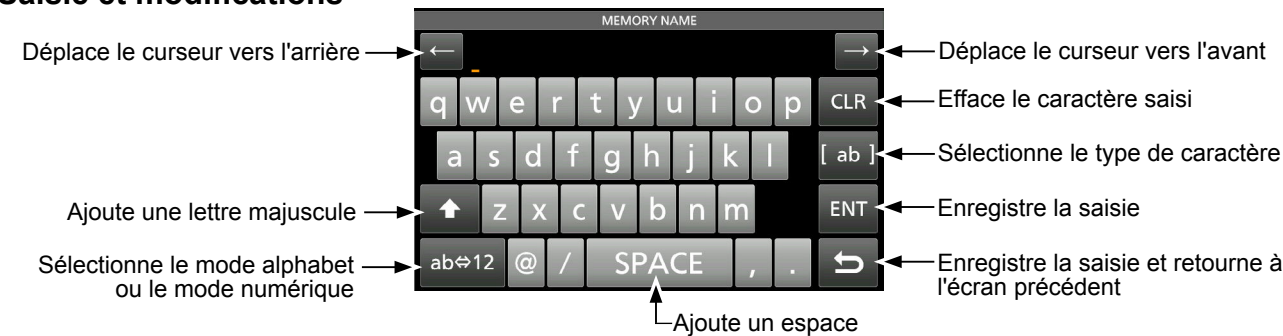 Saisie et modifications
MEMORY NAME
Déplace le curseur vers l'arrière
←
→
Déplace le curseur vers l'avant
q w e r t y u i o p
CLR
Efface le caractère saisi
a s d f g h j k l
[ ab ]
Sélectionne le type de caractère
Ajoute une lettre majuscule
z x c v b n m
ENT
Enregistre la saisie
Sélectionne le mode alphabet
ou le mode numérique
ab⇔12 @ / SPACE , .
Enregistre la saisie et retourne à
l'écran précédent
Ajoute un espace